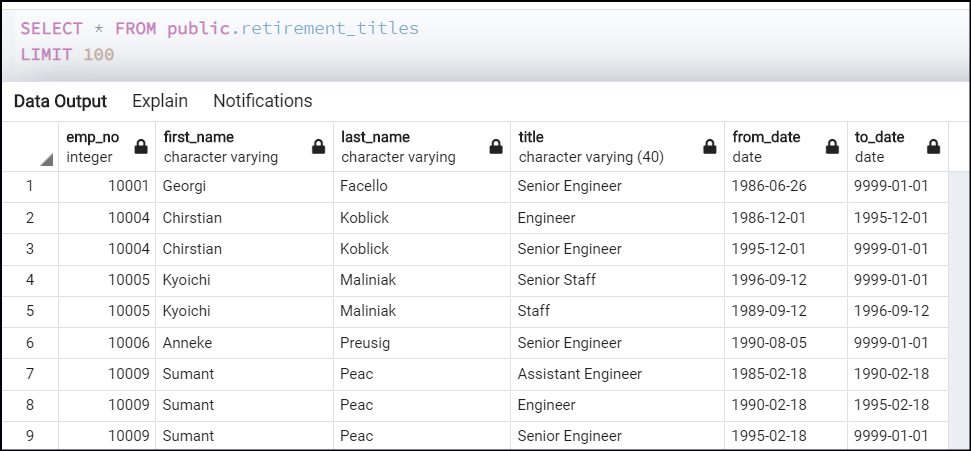 SELECT * FROM public.retirement_titles
LIMIT 100
Data Output Explain Notifications
emp_no first_name last_name title from_date to_date
integer character varying character varying character varying (40) date date
1 10001 Georgi Facello Senior Engineer 1986-06-26 9999-01-01
2 10004 Chirstian Koblick Engineer 1986-12-01 1995-12-01
3 10004 Chirstian Koblick Senior Engineer 1995-12-01 9999-01-01
4 10005 Kyoichi Maliniak Senior Staff 1996-09-12 9999-01-01
5 10005 Kyoichi Maliniak Staff 1989-09-12 1996-09-12
6 10006 Anneke Preusig Senior Engineer 1990-08-05 9999-01-01
7 10009 Sumant Peac Assistant Engineer 1985-02-18 1990-02-18
8 10009 Sumant Peac Engineer 1990-02-18 1995-02-18
9 10009 Sumant Peac Senior Engineer 1995-02-18 9999-01-01